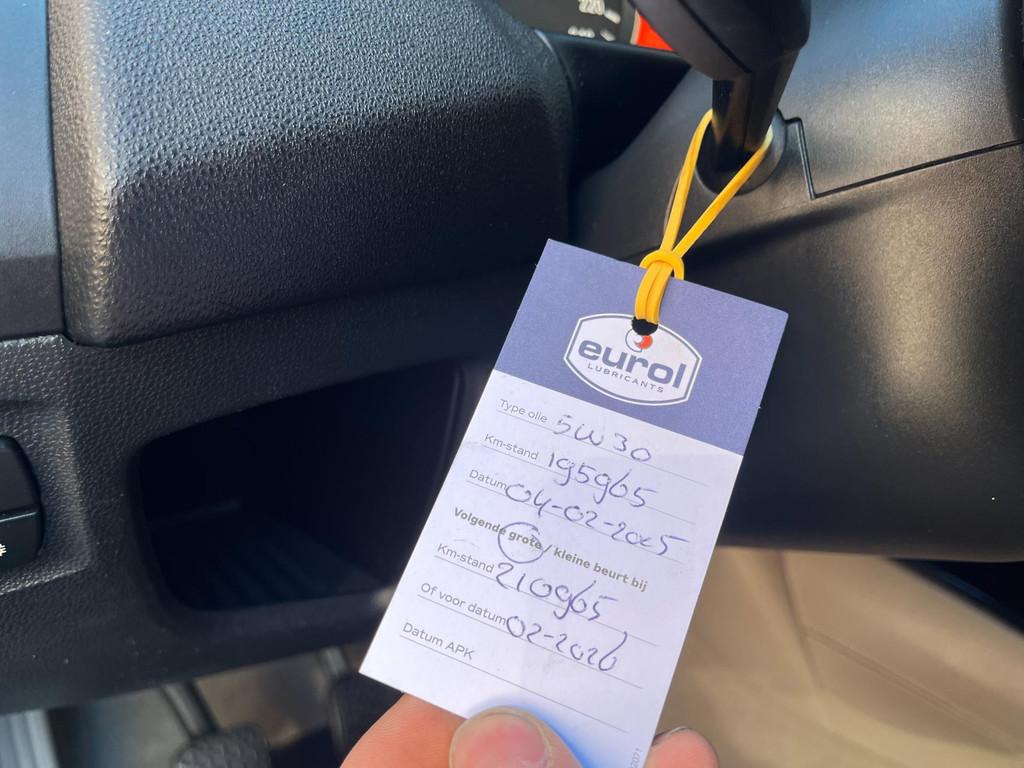 220
eurol
LUBRICANTS
Type olie 5W30
Km-stand 195965
Datum 04-02-2025
Volgende grote / kleine beurt bij
Km-stand 210965
Of voor datum 02-2026
Datum APK